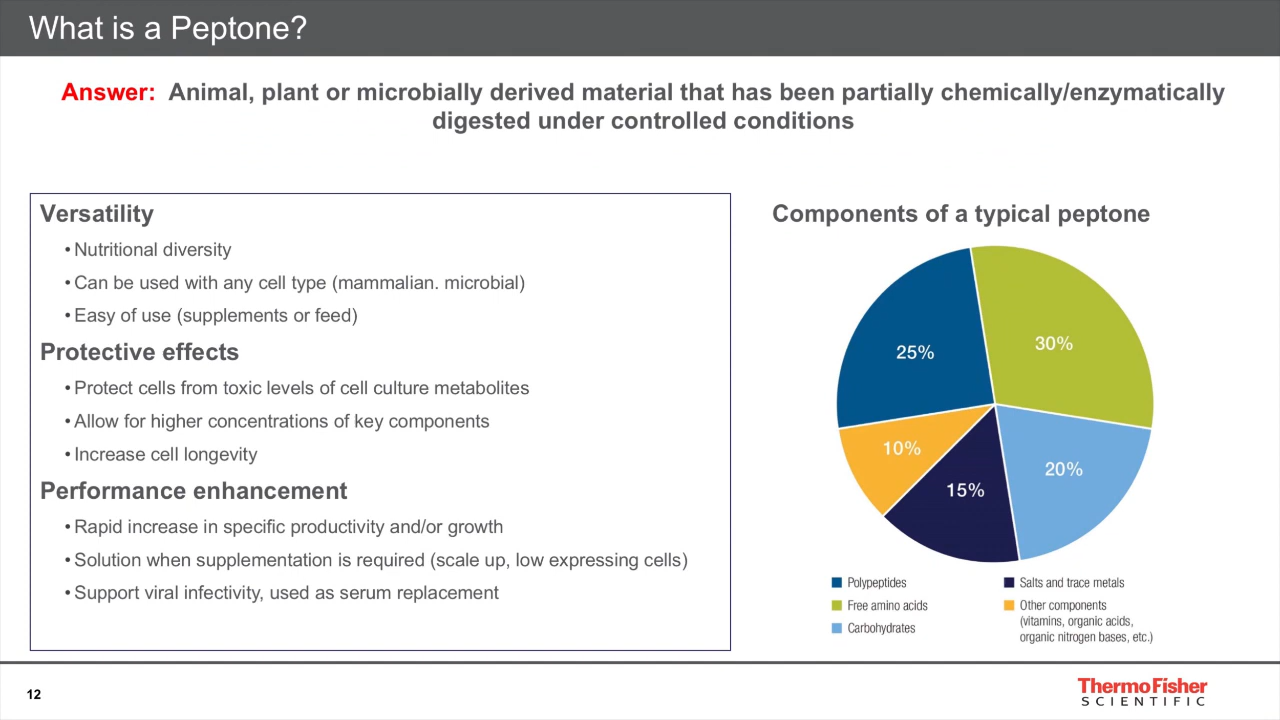 What is a Peptone?
Answer: Animal, plant or microbially derived material that has been partially chemically/enzymatically
digested under controlled conditions
Versatility
• Nutritional diversity
• Can be used with any cell type (mammalian. microbial)
• Easy of use (supplements or feed)
Protective effects
• Protect cells from toxic levels of cell culture metabolites
• Allow for higher concentrations of key components
• Increase cell longevity
Performance enhancement
• Rapid increase in specific productivity and/or growth
• Solution when supplementation is required (scale up, low expressing cells)
• Support viral infectivity, used as serum replacement
Components of a typical peptone
25%
30%
10%
15%
20%
Polypeptides
Free amino acids
Carbohydrates
Salts and trace metals
Other components
(vitamins, organic acids,
organic nitrogen bases, etc.)
12
ThermoFisher
SCIENTIFIC